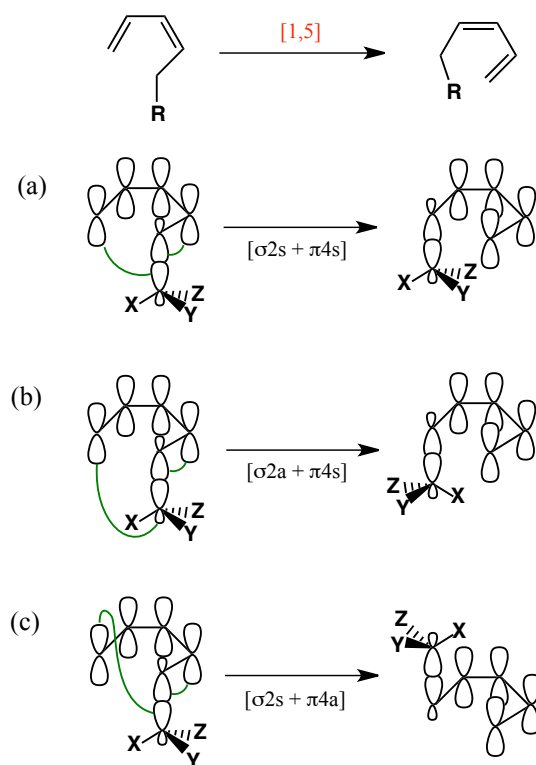 [1,5]
R
R
(a)
[σ2s + π4s]
X
Z
Y
X
Z
Y
(b)
[σ2a + π4s]
X
Z
Y
Z
Y
X
(c)
[σ2s + π4a]
X
Z
Y
Z
Y
X